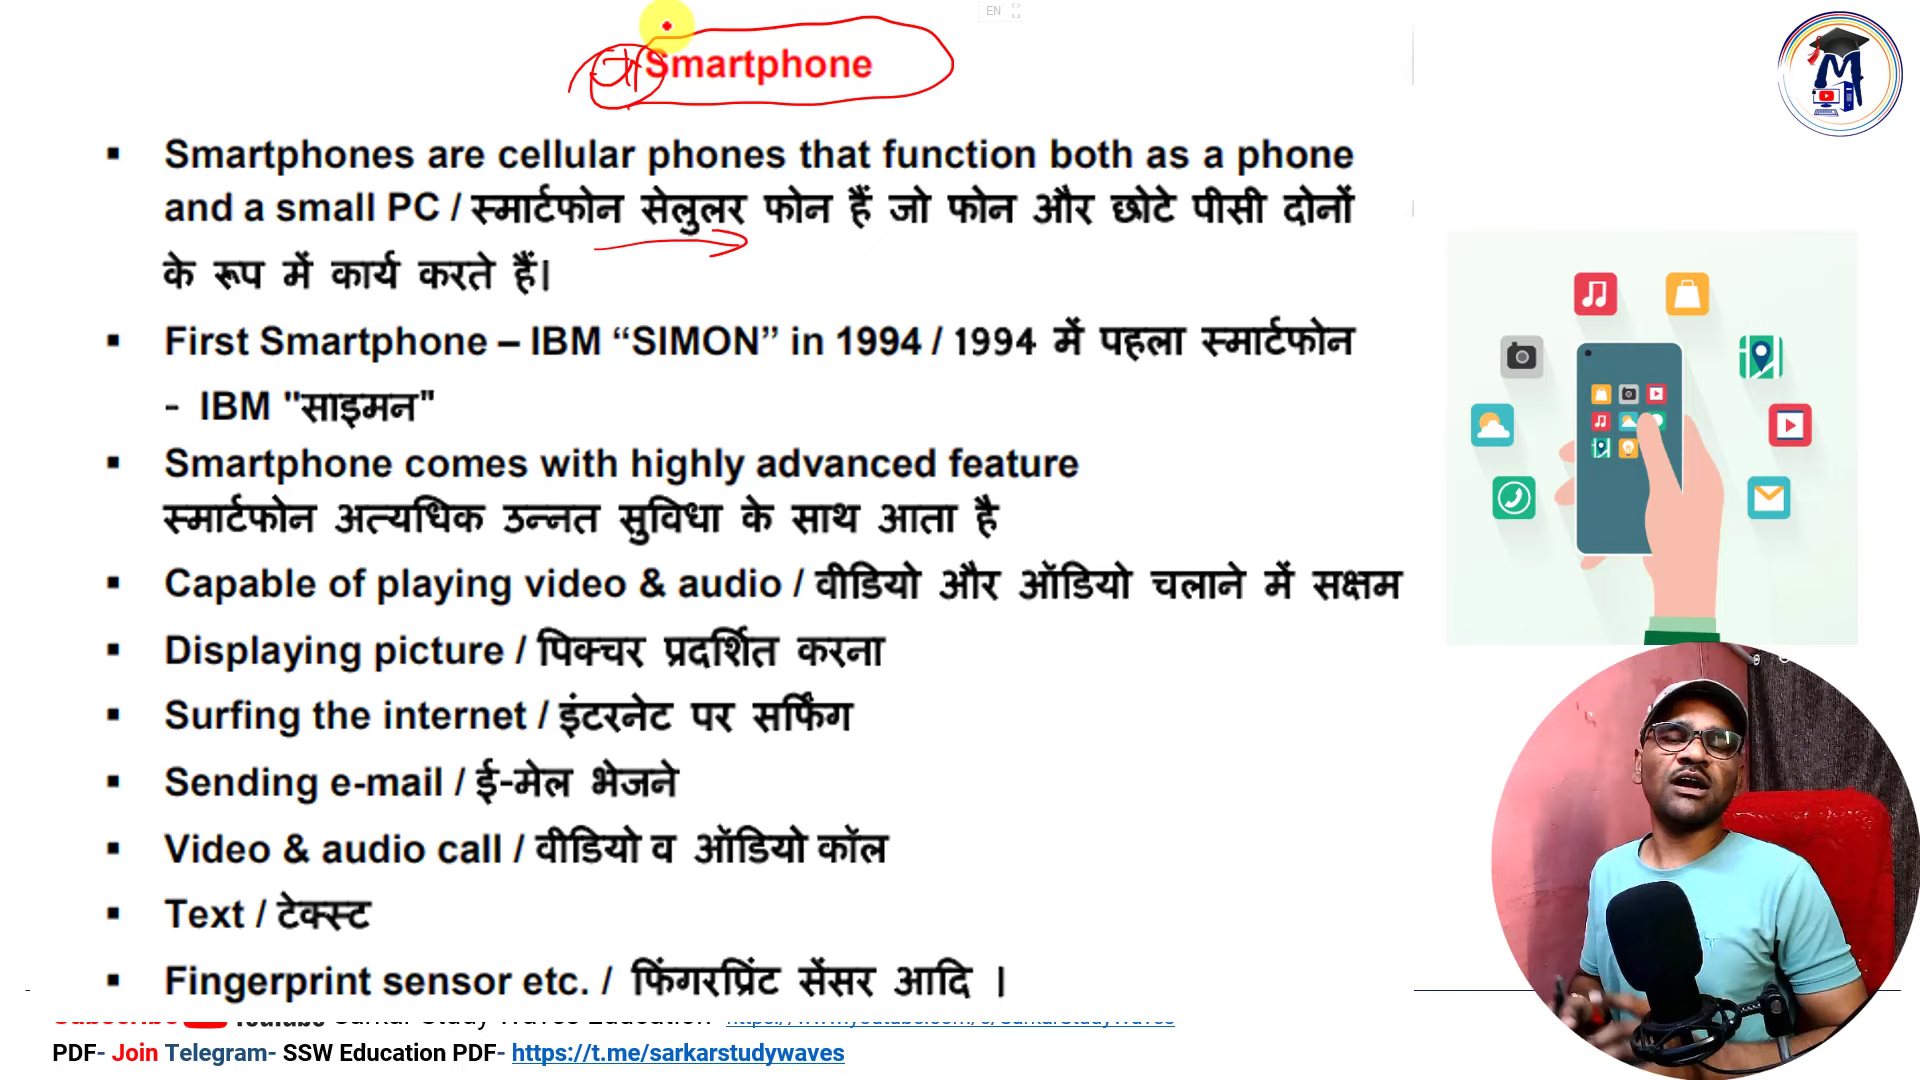 EN
Smartphone
▪ Smartphones are cellular phones that function both as a phone
and a small PC / स्मार्टफोन सेलुलर फोन हैं जो फोन और छोटे पीसी दोनों
के रूप में कार्य करते हैं।
▪ First Smartphone – IBM “SIMON” in 1994 / 1994 में पहला स्मार्टफोन
- IBM "साइमन"
▪ Smartphone comes with highly advanced feature
स्मार्टफोन अत्यधिक उन्नत सुविधा के साथ आता है
▪ Capable of playing video & audio / वीडियो और ऑडियो चलाने में सक्षम
▪ Displaying picture / पिक्चर प्रदर्शित करना
▪ Surfing the internet / इंटरनेट पर सर्फिंग
▪ Sending e-mail / ई-मेल भेजने
▪ Video & audio call / वीडियो व ऑडियो कॉल
▪ Text / टेक्स्ट
▪ Fingerprint sensor etc. / फिंगरप्रिंट सेंसर आदि ।
PDF- Join Telegram- SSW Education PDF- https://t.me/sarkarstudywaves